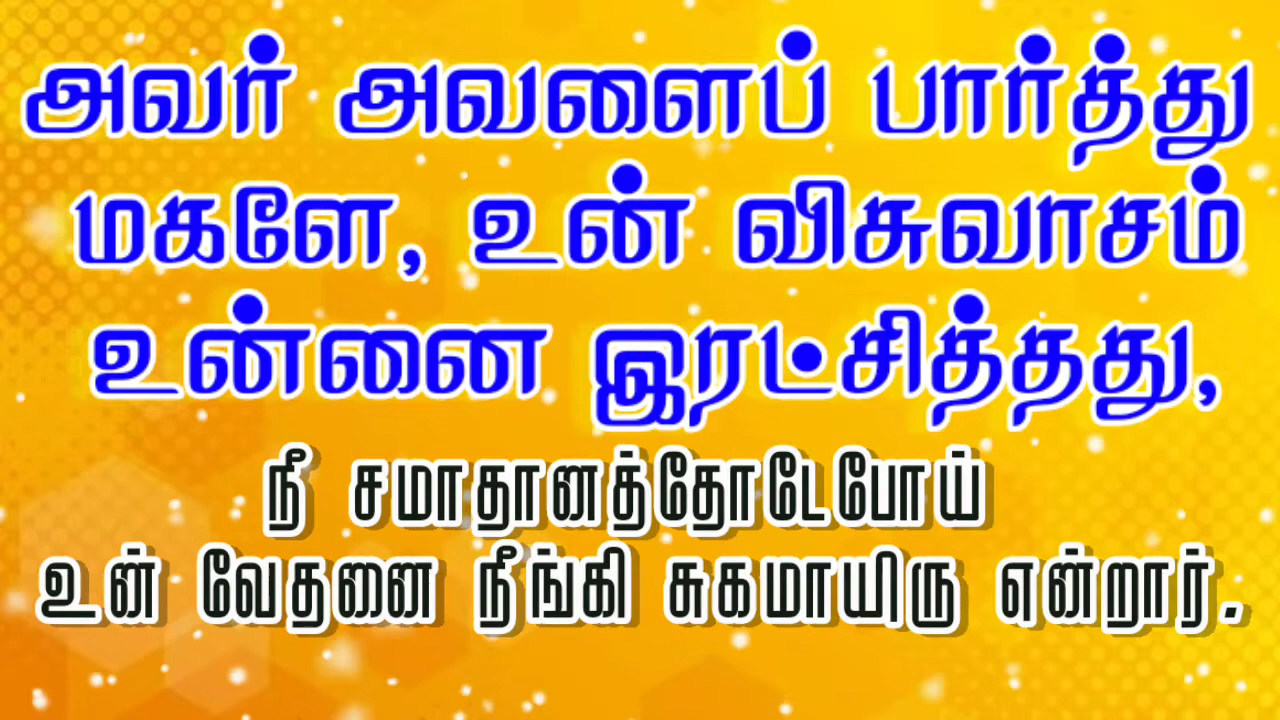 அவர் அவளைப் பார்த்து
மகளே, உன் விசுவாசம்
உன்னை இரட்சித்தது,
நீ சமாதானத்தோடேபோய்
உன் வேதனை நீங்கி சுகமாயிரு என்றார்.